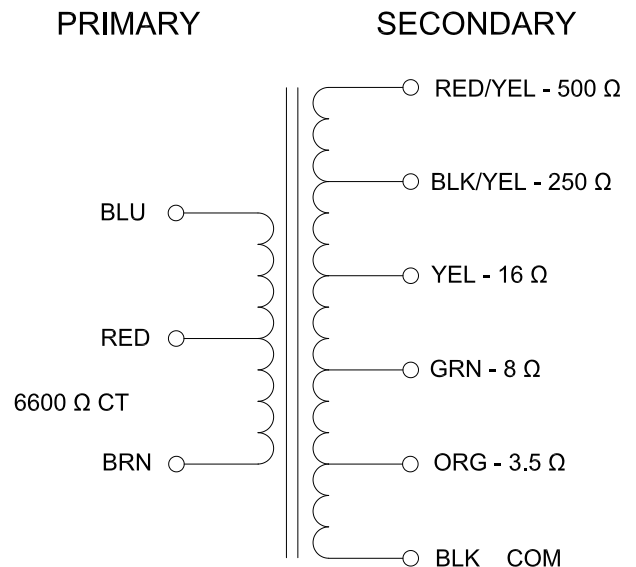 PRIMARY
SECONDARY
RED/YEL - 500 Ω
BLK/YEL - 250 Ω
BLU
YEL - 16 Ω
RED
GRN - 8 Ω
6600 Ω CT
BRN
ORG - 3.5 Ω
BLK COM